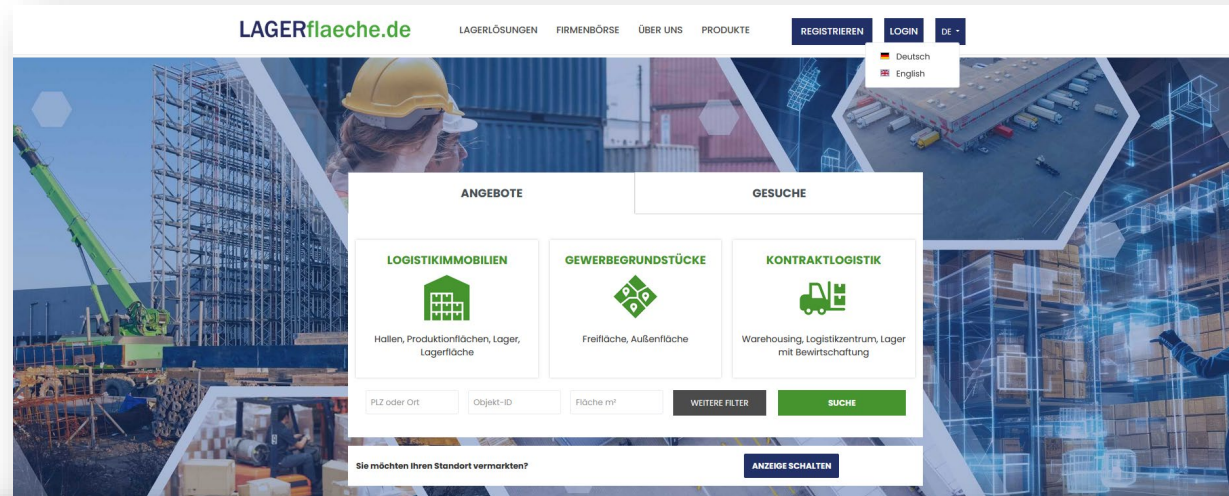 LAGERflaeche.de
LAGERLÖSUNGEN FIRMENBÖRSE ÜBER UNS PRODUKTE REGISTRIEREN LOGIN DE
Deutsch
English
ANGEBOTE GESUCHE
LOGISTIKIMMOBILIEN GEWERBEGRUNDSTÜCKE KONTRAKTLOGISTIK
Hallen, Produktionflächen, Lager, Freifläche, Außenfläche Warehousing, Logistikzentrum, Lager
Lagerfläche mit Bewirtschaftung
PLZ oder Ort Objekt-ID Fläche m² WEITERE FILTER SUCHE
Sie möchten Ihren Standort vermarkten? ANZEIGE SCHALTEN